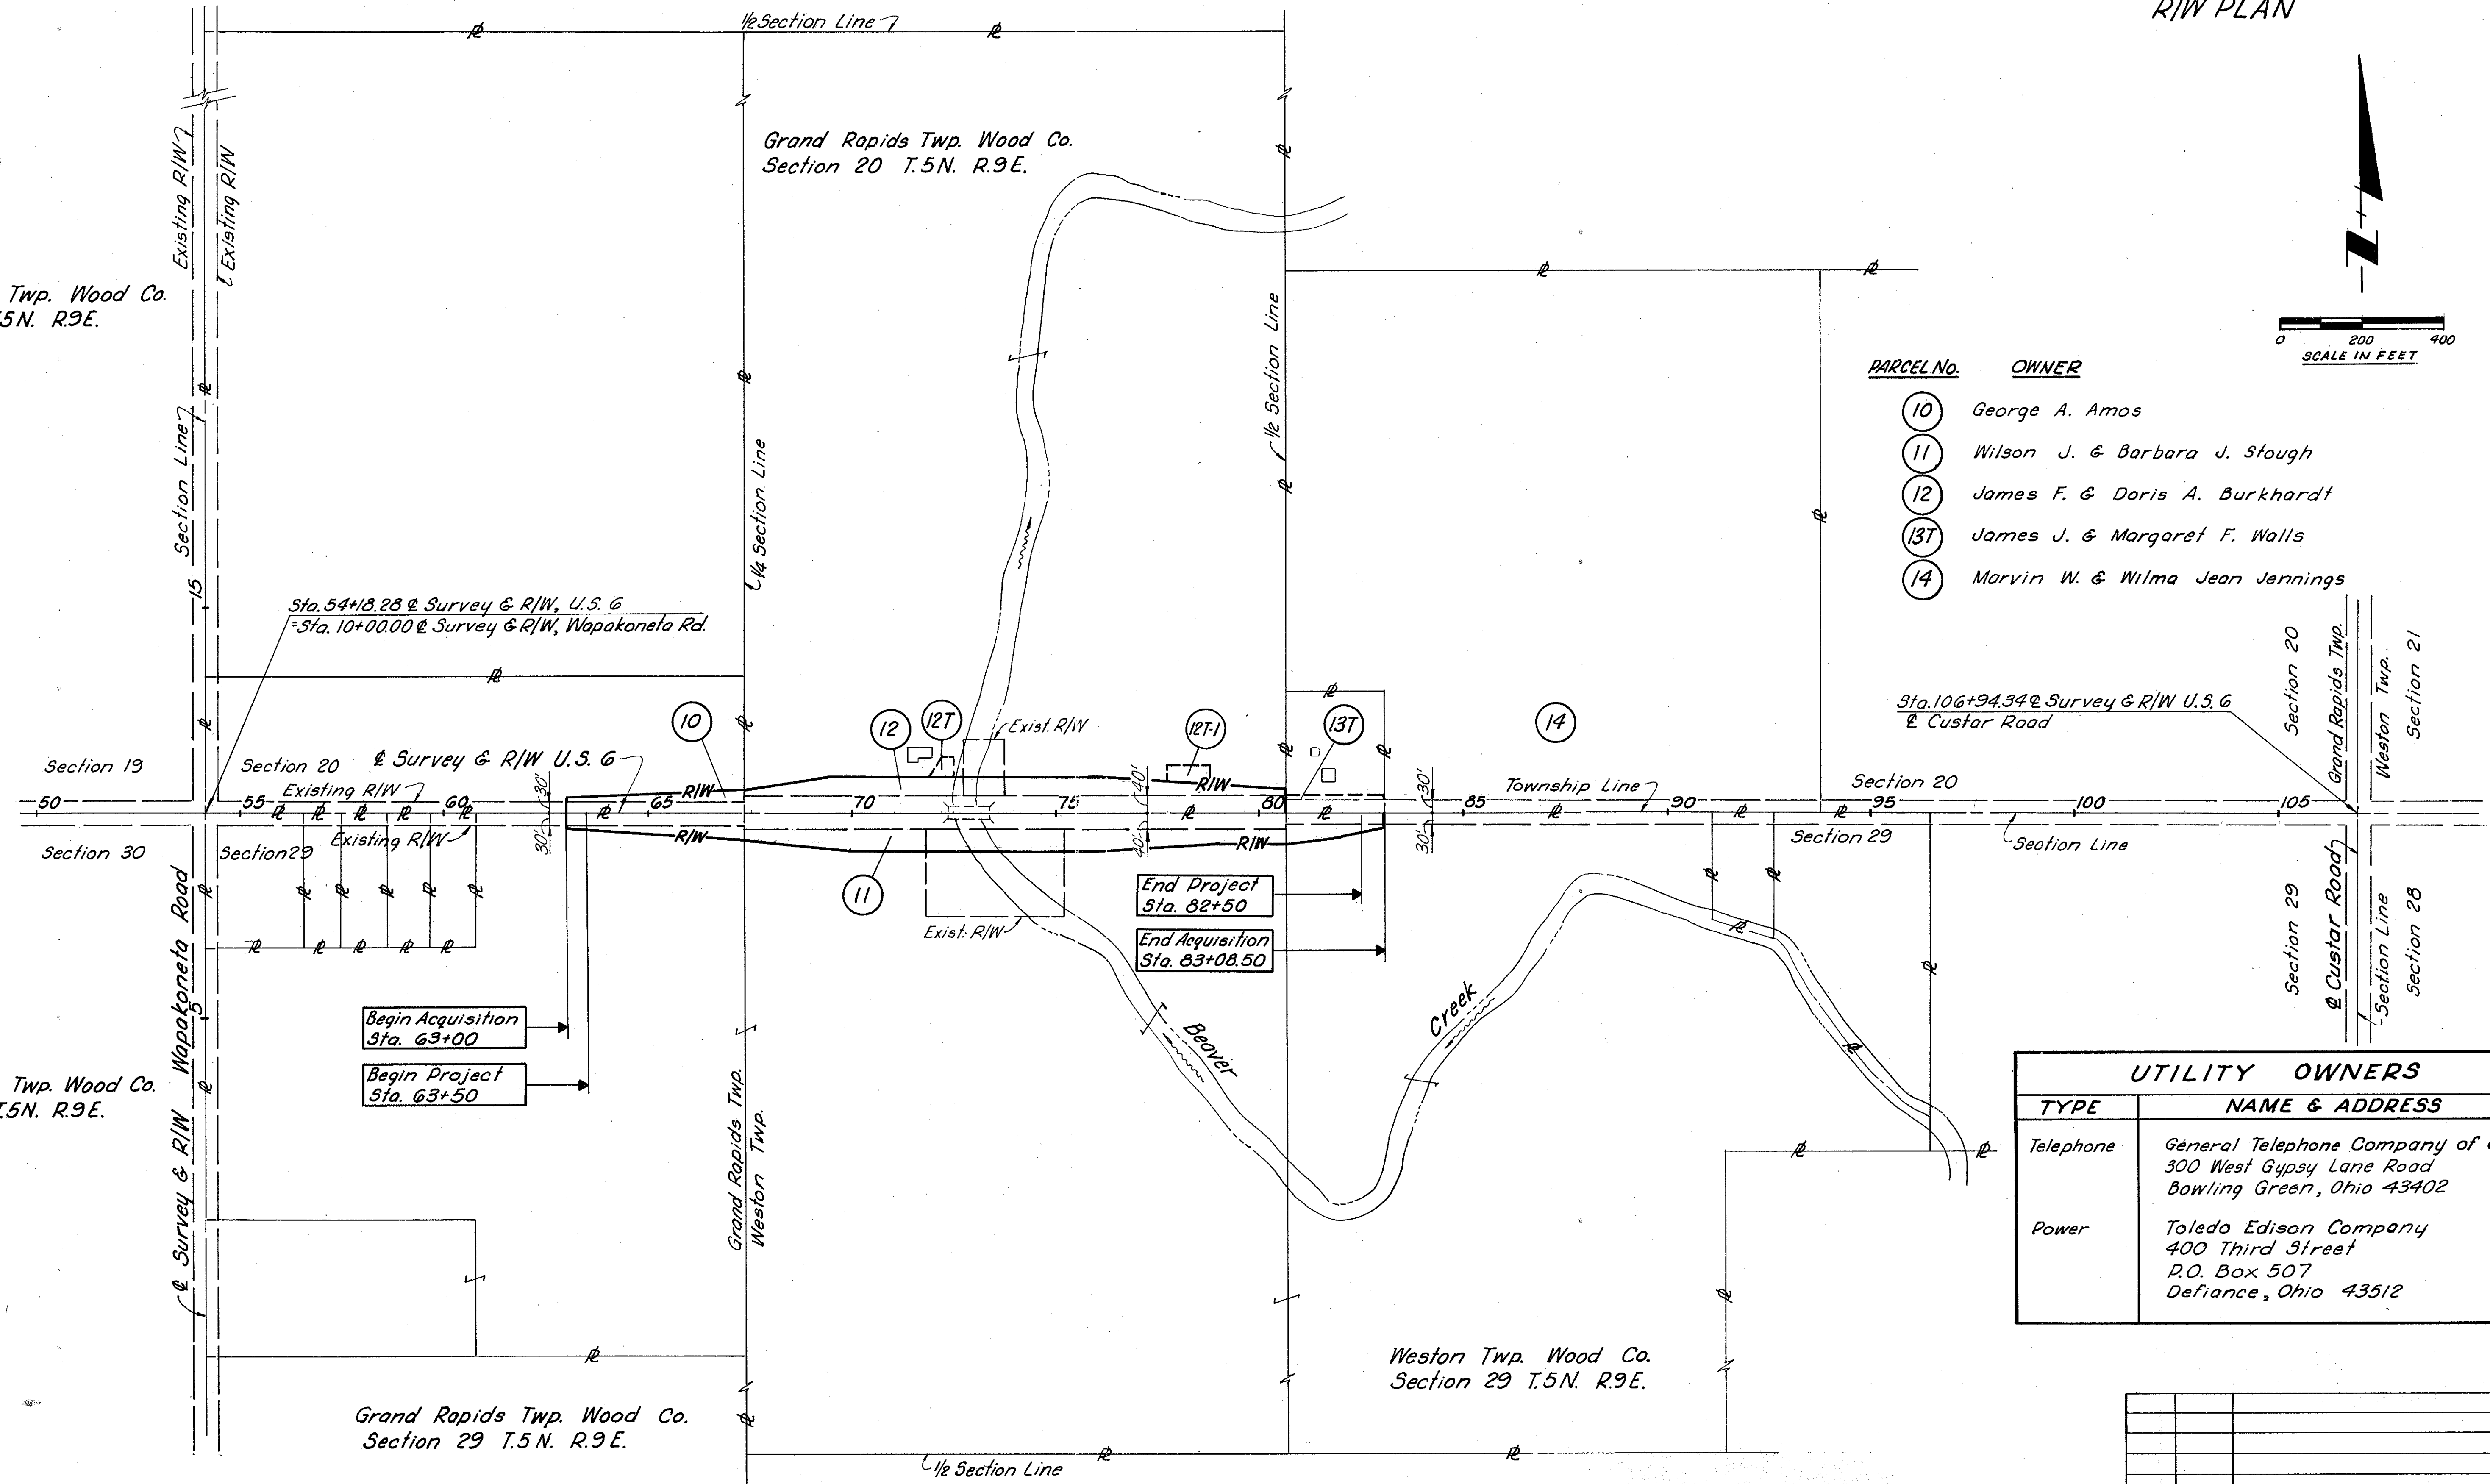 R/W PLAN
1/2 Section Line
Existing R/W
Existing R/W
Grand Rapids Twp. Wood Co.
Section 20 T.5N. R.9E.
Twp. Wood Co.
5N. R.9E.
Section Line
1/4 Section Line
1/2 Section Line
0 200 400
SCALE IN FEET
PARCEL No. OWNER
10 George A. Amos
11 Wilson J. & Barbara J. Stough
12 James F. & Doris A. Burkhardt
13T James J. & Margaret F. Walls
14 Marvin W. & Wilma Jean Jennings
15
Sta. 54+18.28 ℄ Survey & R/W, U.S. 6
=Sta. 10+00.00 ℄ Survey & R/W, Wapakoneta Rd.
Section 20
Grand Rapids Twp.
Weston Twp.
Section 21
Sta. 106+94.34 ℄ Survey & R/W U.S. 6
℄ Custar Road
10
12
12T
Exist. R/W
12T-1
13T
14
Section 19
Section 20
℄ Survey & R/W U.S. 6
Existing R/W
30'
R/W
40'
R/W
30'
Township Line
Section 20
50 55 60 65 70 75 80 85 90 95 100 105
Existing R/W
30'
R/W
40'
R/W
30'
Section 29
Section Line
Section 30
Section 29
11
Exist. R/W
End Project
Sta. 82+50
End Acquisition
Sta. 83+08.50
Begin Acquisition
Sta. 63+00
Begin Project
Sta. 63+50
5
℄ Survey & R/W Wapakoneta Road
Beaver
Creek
Section 29
℄ Custar Road
Section Line
Section 28
Twp. Wood Co.
T.5N. R.9E.
Grand Rapids Twp.
Weston Twp.
UTILITY OWNERS
TYPE NAME & ADDRESS
Telephone General Telephone Company of
300 West Gypsy Lane Road
Bowling Green, Ohio 43402
Power Toledo Edison Company
400 Third Street
P.O. Box 507
Defiance, Ohio 43512
Weston Twp. Wood Co.
Section 29 T.5N. R.9E.
Grand Rapids Twp. Wood Co.
Section 29 T.5N. R.9E.
1/2 Section Line